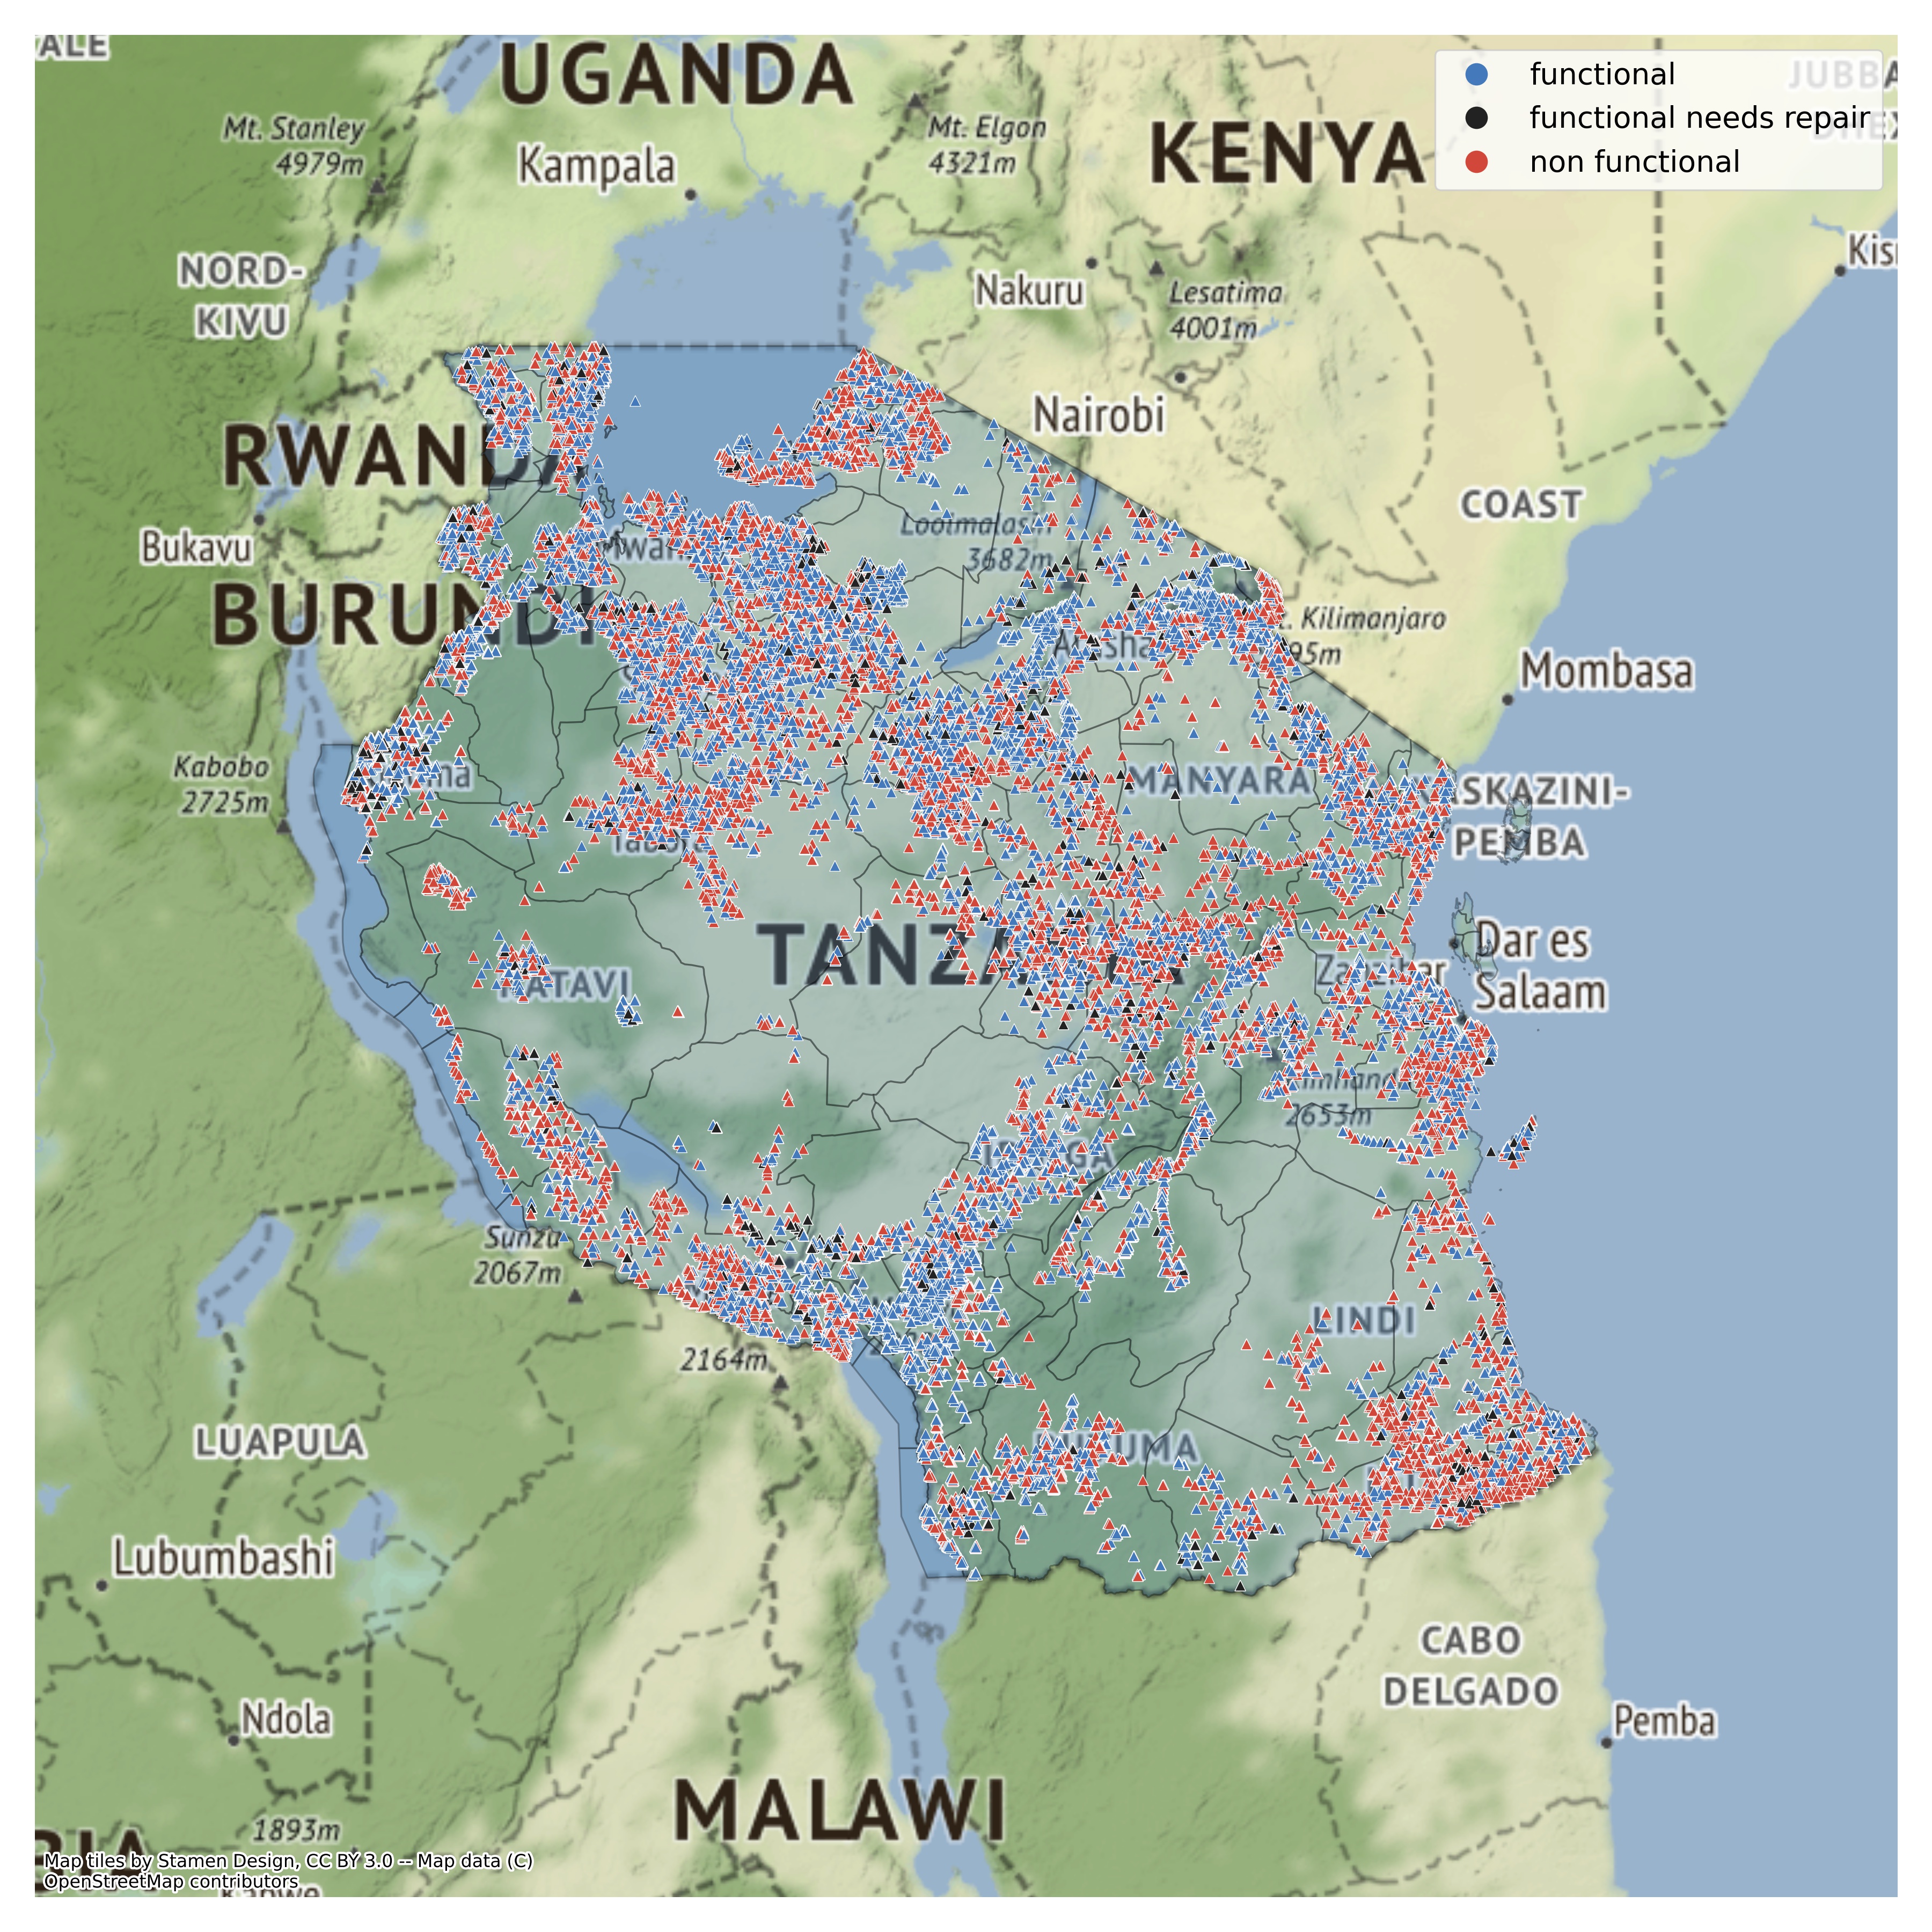 ALE
UGANDA
functional
functional needs repair
non functional
JUBBA
Mt. Stanley
4979m
Kampala
Mt. Elgon
4321m
KENYA
NORD-
KIVU
Nakuru
Lesatima
4001m
Nairobi
RWANDA
COAST
Bukavu
Loolmalasin
3682m
BURUNDI
Kilimanjaro
95m
Arusha
Mombasa
Kabobo
2725m
MANYARA
KASKAZINI-
PEMBA
Tabora
TANZANIA
KATAVI
Zanzibar
Dar es
Salaam
2653m
IRINGA
Sunzu
2067m
LINDI
2164m
LUAPULA
RUVUMA
Lubumbashi
CABO
DELGADO
Ndola
Pemba
MALAWI
1893m
Map tiles by Stamen Design, CC BY 3.0 -- Map data (C)
OpenStreetMap contributors